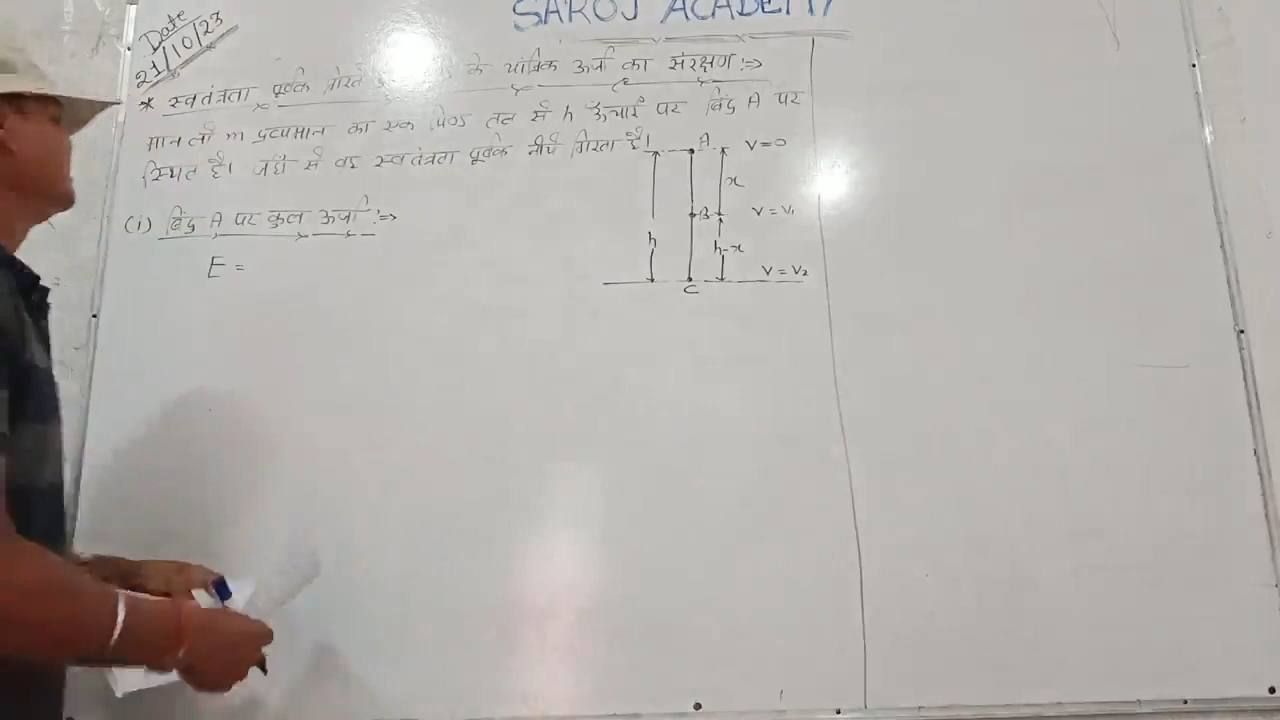 SAROJ ACADEMY
Date
21/10/23
* स्वतंत्रता पूर्वक गिरते के यांत्रिक ऊर्जा का संरक्षण :⇒
मान लो m द्रव्यमान का एक पिण्ड तल से h ऊँचाई पर बिंदु A पर
स्थित है। जहाँ से वह स्वतंत्रता पूर्वक नीचे गिरता है।
A
V=0
x
B
V = V₁
h
h-x
V = V₂
C
(i) बिंदु A पर कुल ऊर्जा :⇒
E =